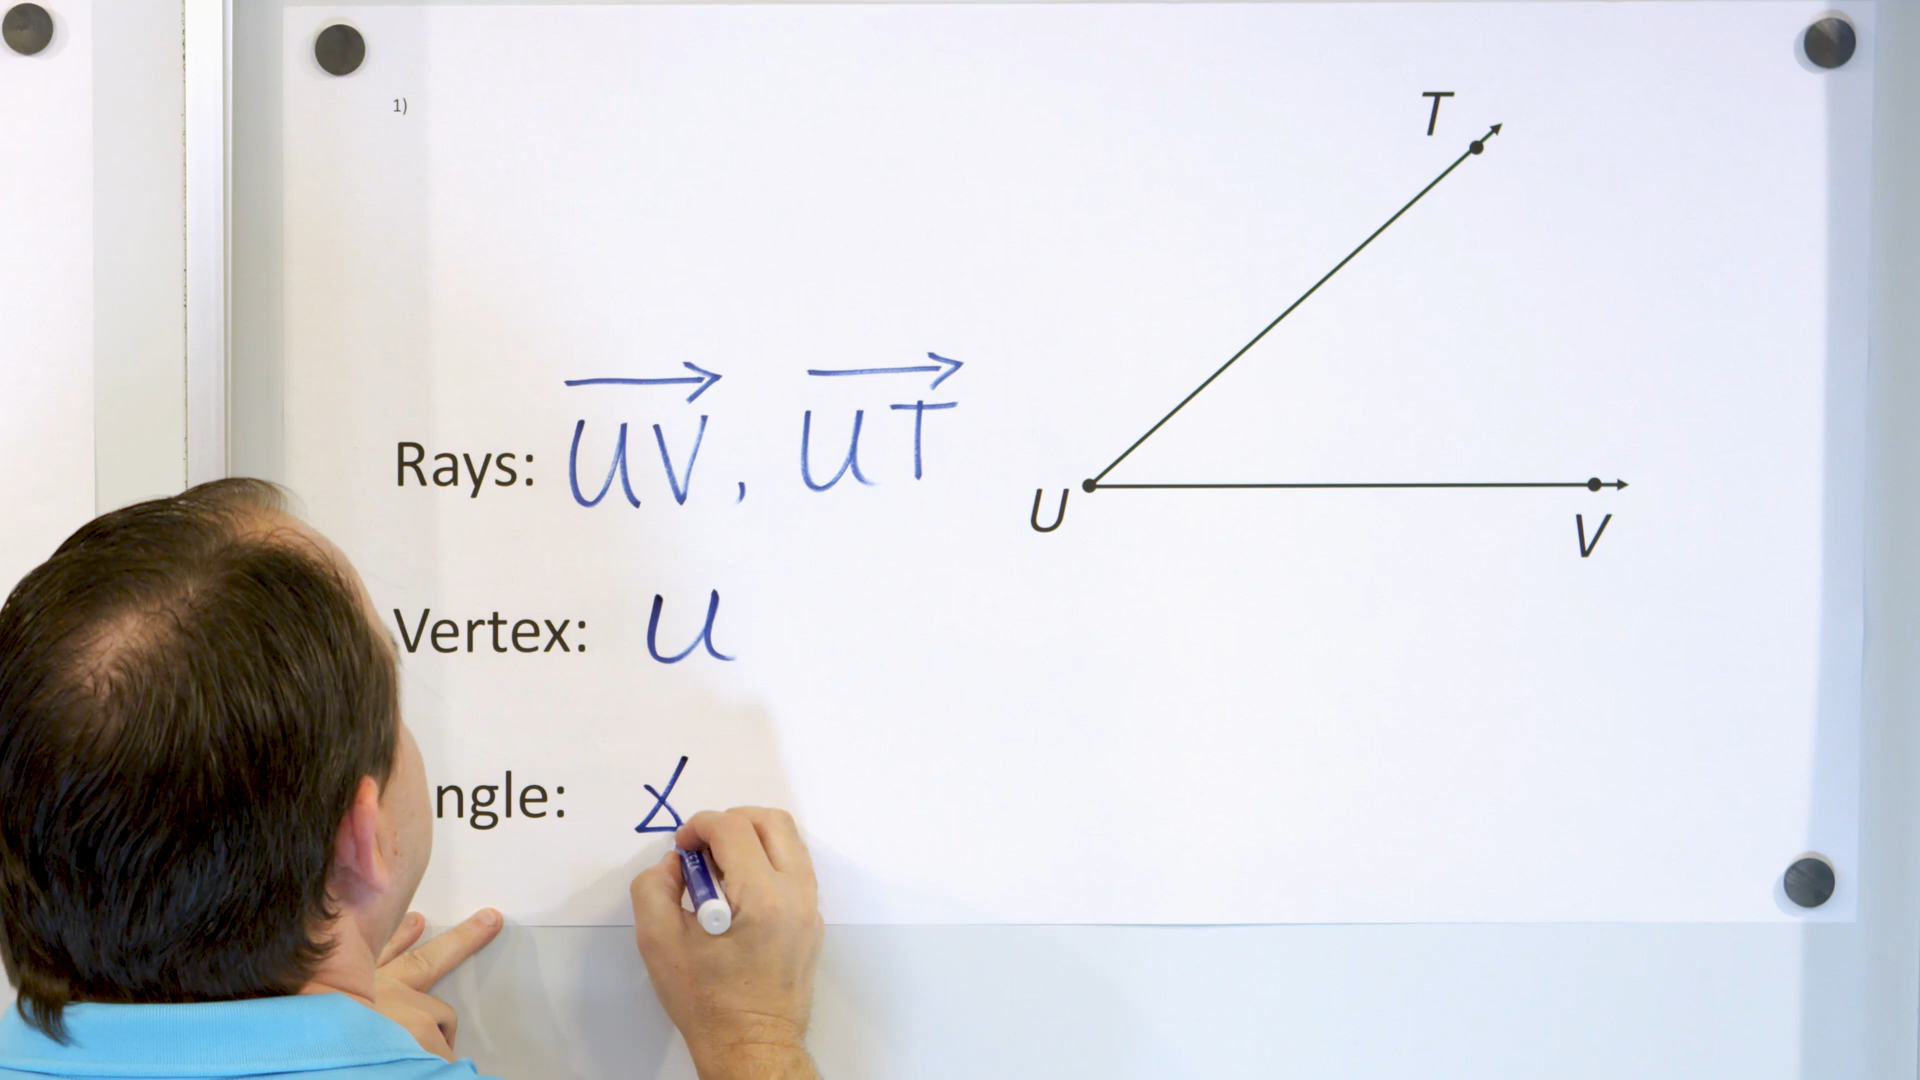 1)
T
Rays: UV, UT
U
V
Vertex: U
ngle: ∡